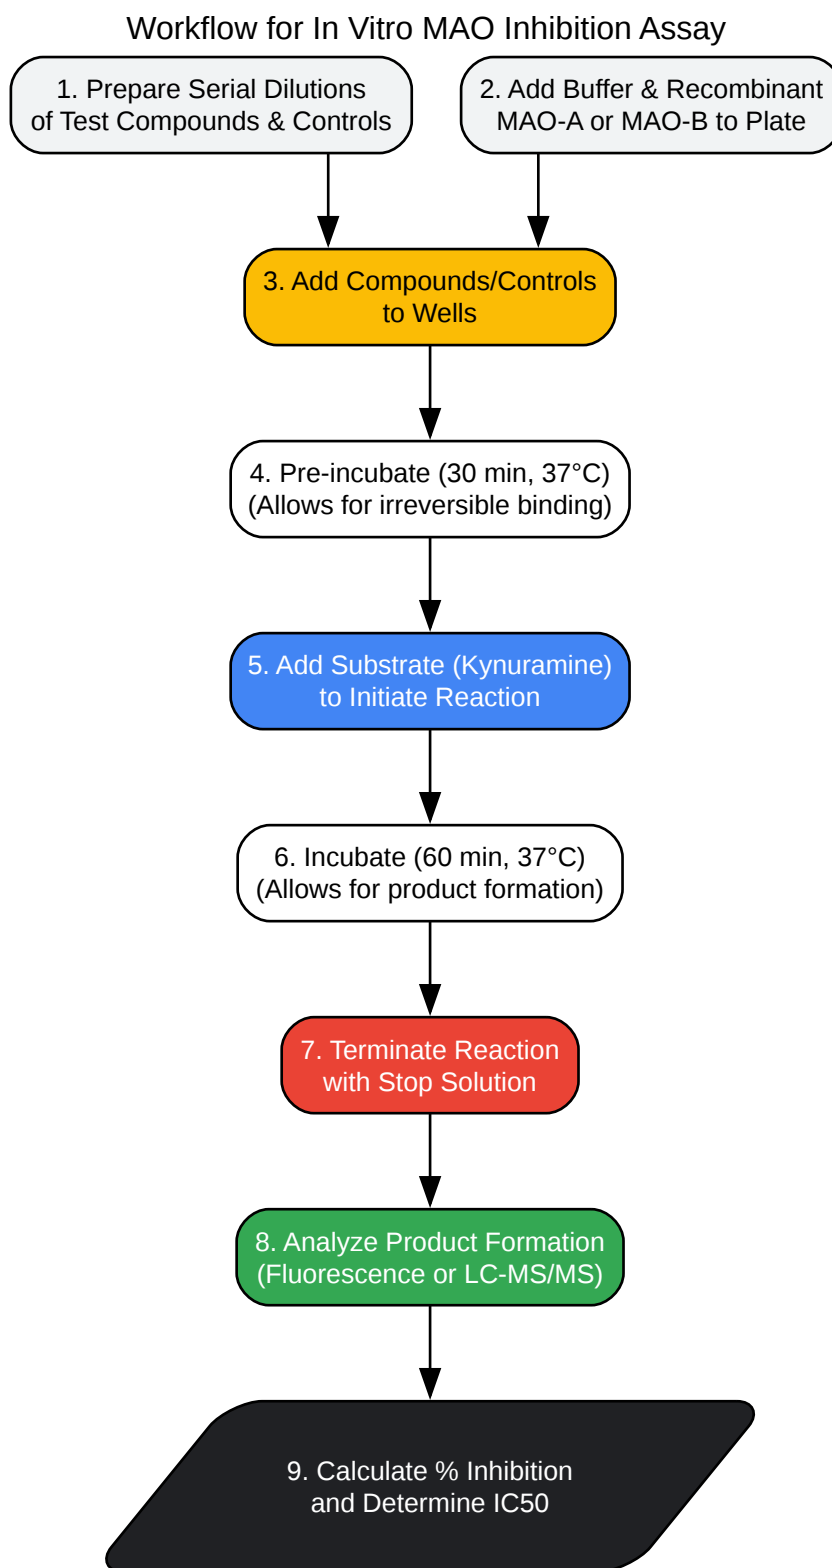 Workflow for In Vitro MAO Inhibition Assay
1. Prepare Serial Dilutions
of Test Compounds & Controls
2. Add Buffer & Recombinant
MAO-A or MAO-B to Plate
3. Add Compounds/Controls
to Wells
4. Pre-incubate (30 min, 37°C)
(Allows for irreversible binding)
5. Add Substrate (Kynuramine)
to Initiate Reaction
6. Incubate (60 min, 37°C)
(Allows for product formation)
7. Terminate Reaction
with Stop Solution
8. Analyze Product Formation
(Fluorescence or LC-MS/MS)
9. Calculate % Inhibition
and Determine IC50